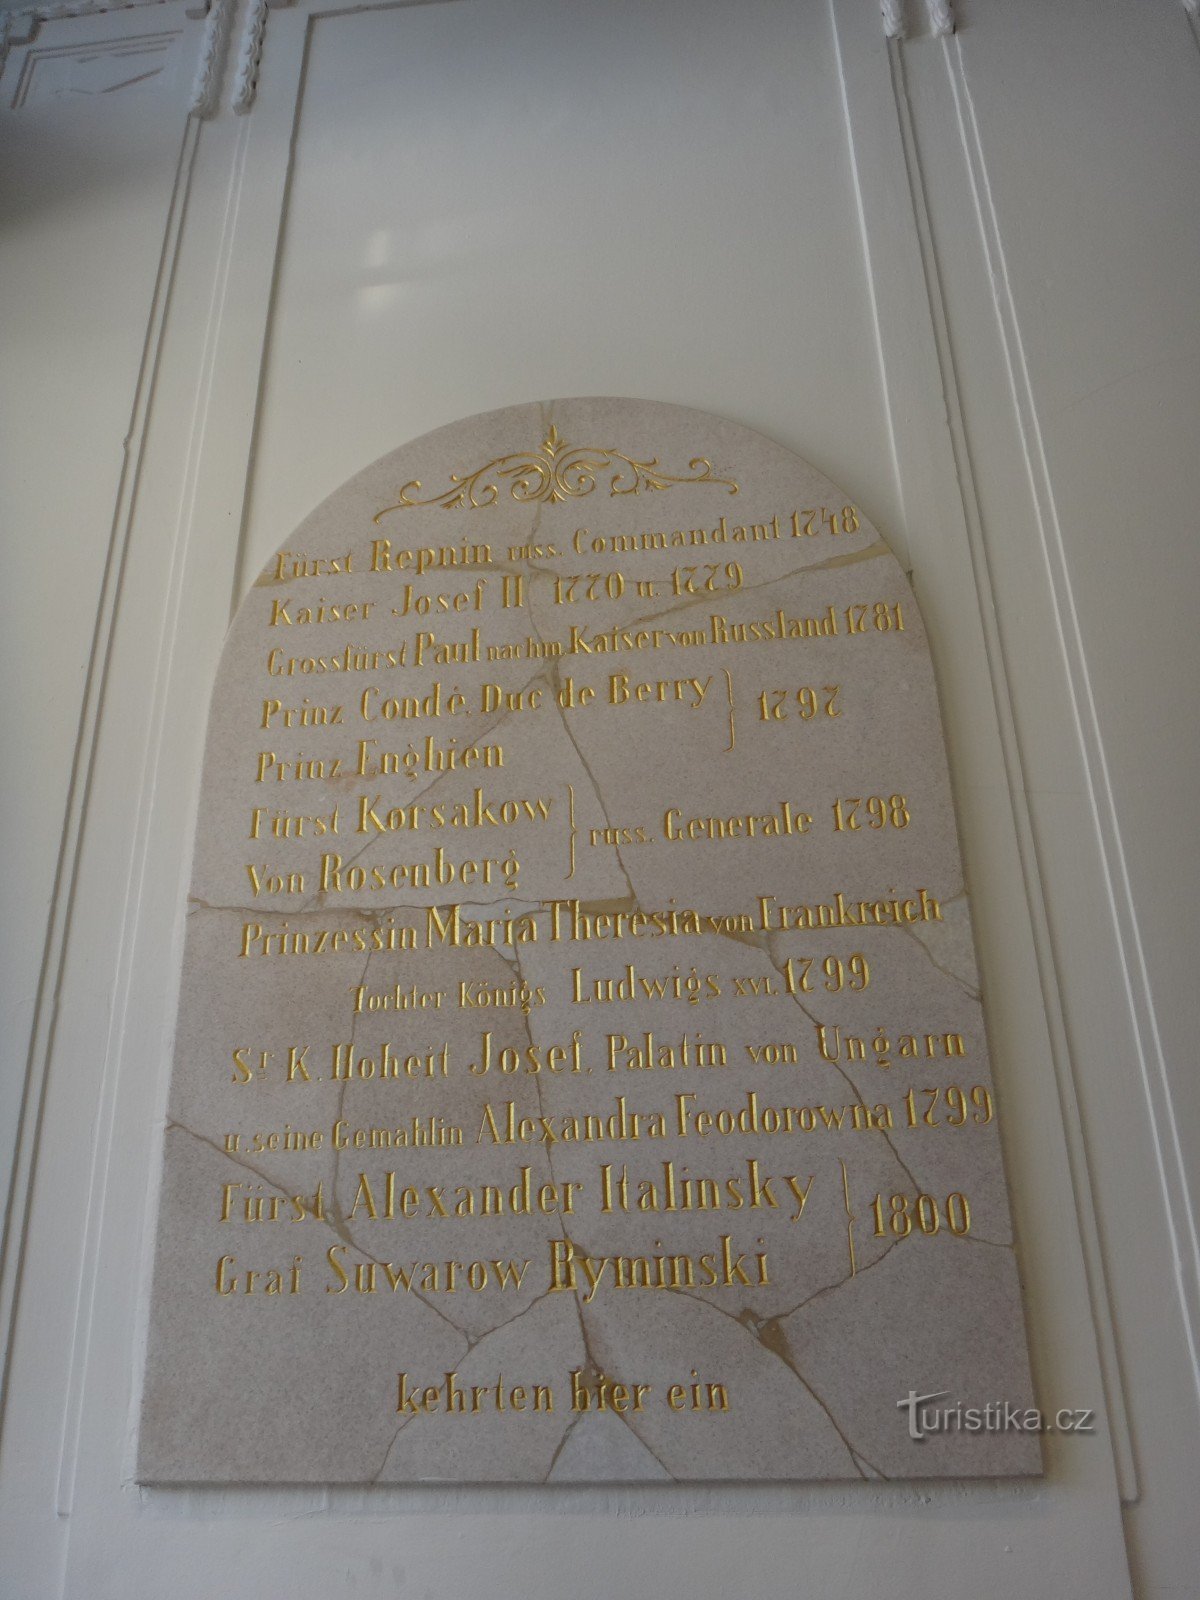 Fürst Repnin russ. Commandant 1748
Kaiser Josef II 1770 u. 1779
Grossfürst Paul nachm. Kaiser von Russland 1781
Prinz Condé, Duc de Berry } 1797
Prinz Enghien
Fürst Korsakow } russ. Generale 1798
Von Rosenberg
Prinzessin Maria Theresia von Frankreich
Tochter Königs Ludwigs XVI. 1799
Sr K. Hoheit Josef, Palatin von Ungarn
u. seine Gemahlin Alexandra Feodorowna 1799
Fürst Alexander Italinsky } 1800
Graf Suwarow Ryminski
kehrten hier ein
Turistika.cz